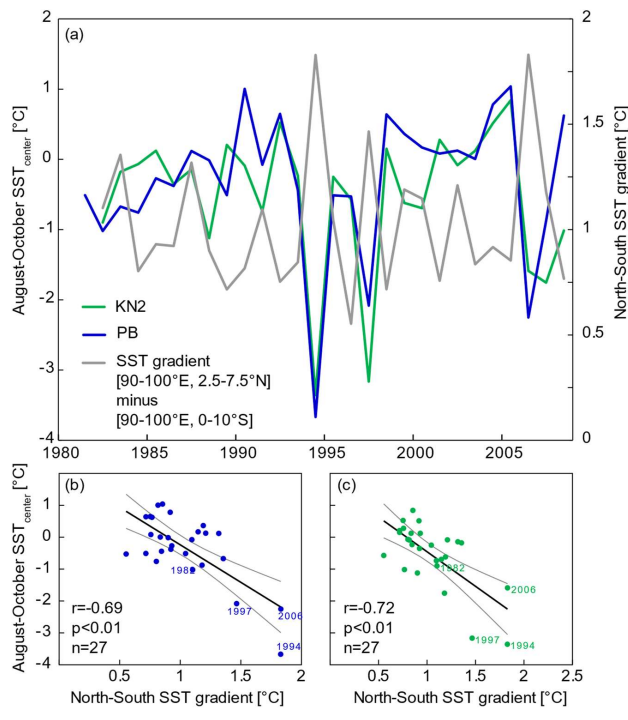 (a)
August-October SSTcenter [°C]
2
1
0
-1
-2
-3
-4
North-South SST gradient [°C]
2
1.5
1
0.5
0
KN2
PB
SST gradient
[90-100°E, 2.5-7.5°N]
minus
[90-100°E, 0-10°S]
1980 1985 1990 1995 2000 2005
(b)
August-October SSTcenter [°C]
1
0
-1
-2
-3
-4
1982
1997
2006
1994
r=-0.69
p<0.01
n=27
0.5 1 1.5 2
North-South SST gradient [°C]
(c)
1982
2006
1997
1994
r=-0.72
p<0.01
n=27
0.5 1 1.5 2 2.5
North-South SST gradient [°C]